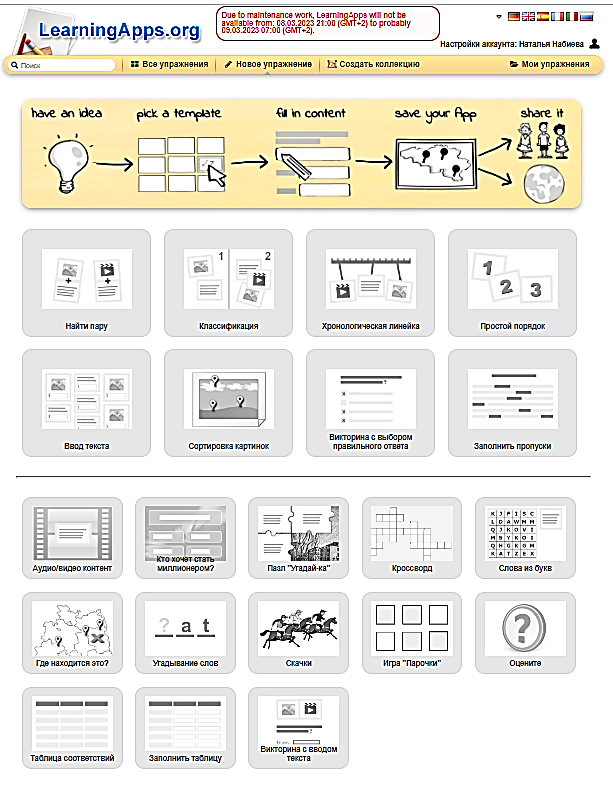 LearningApps.org
Due to maintenance work, LearningApps will not be
available from: 08.03.2023 21:00 (GMT+2) to probably
09.03.2023 07:00 (GMT+2).
Настройки аккаунта: Наталья Набиева
Поиск
Все упражнения
Новое упражнение
Создать коллекцию
Мои упражнения
have an idea
pick a template
fill in content
save your App
share it
1 2
1
2
3
Найти пару
Классификация
Хронологическая линейка
Простой порядок
Ввод текста
Сортировка картинок
Викторина с выбором
правильного ответа
Заполнить пропуски
Аудио/видео контент
Кто хочет стать
миллионером?
Пазл "Угадай-ка"
Кроссворд
Слова из букв
? a t
?
Где находится это?
Угадывание слов
Скачки
Игра "Парочки"
Оцените
Таблица соответствий
Заполнить таблицу
Викторина с вводом
текста